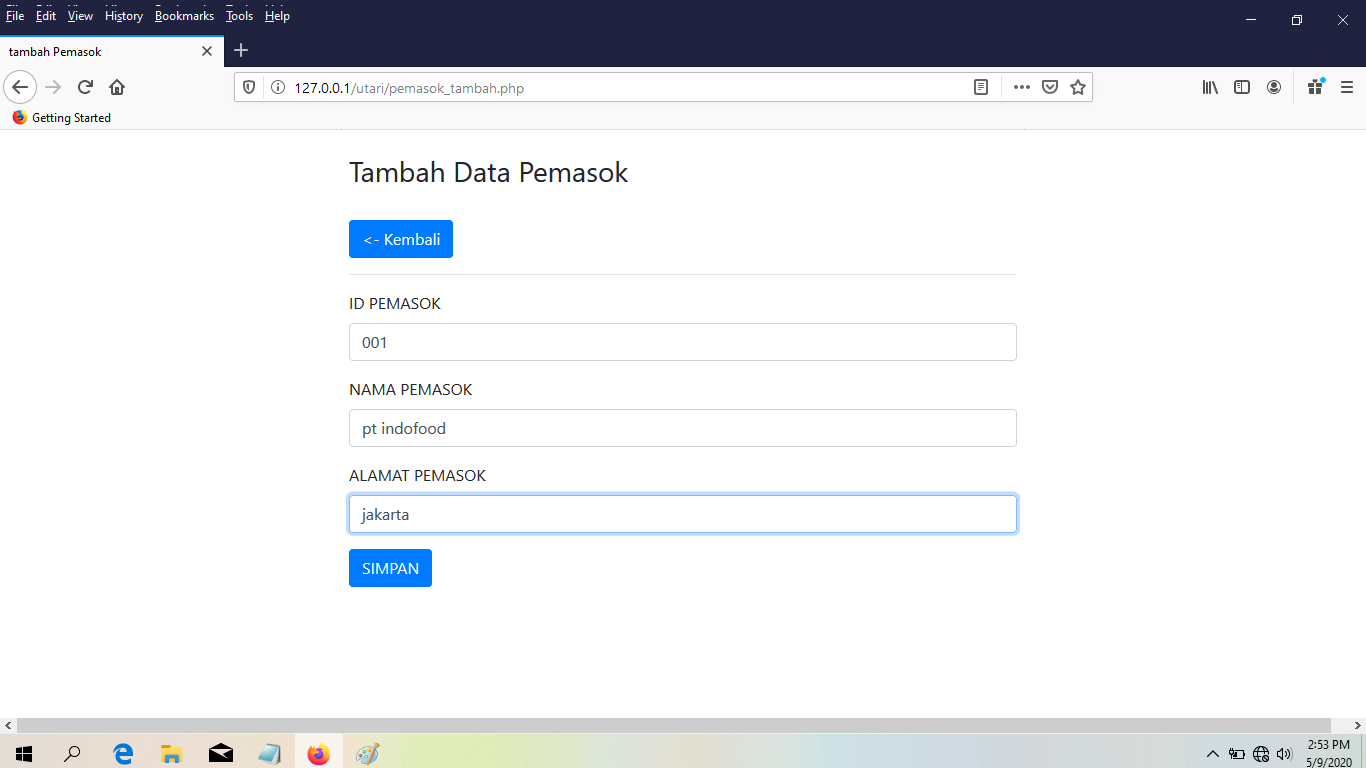 File Edit View History Bookmarks Tools Help
tambah Pemasok
127.0.0.1/utari/pemasok_tambah.php
Getting Started
Tambah Data Pemasok
<- Kembali
ID PEMASOK
001
NAMA PEMASOK
pt indofood
ALAMAT PEMASOK
jakarta
SIMPAN
2:53 PM
5/9/2020